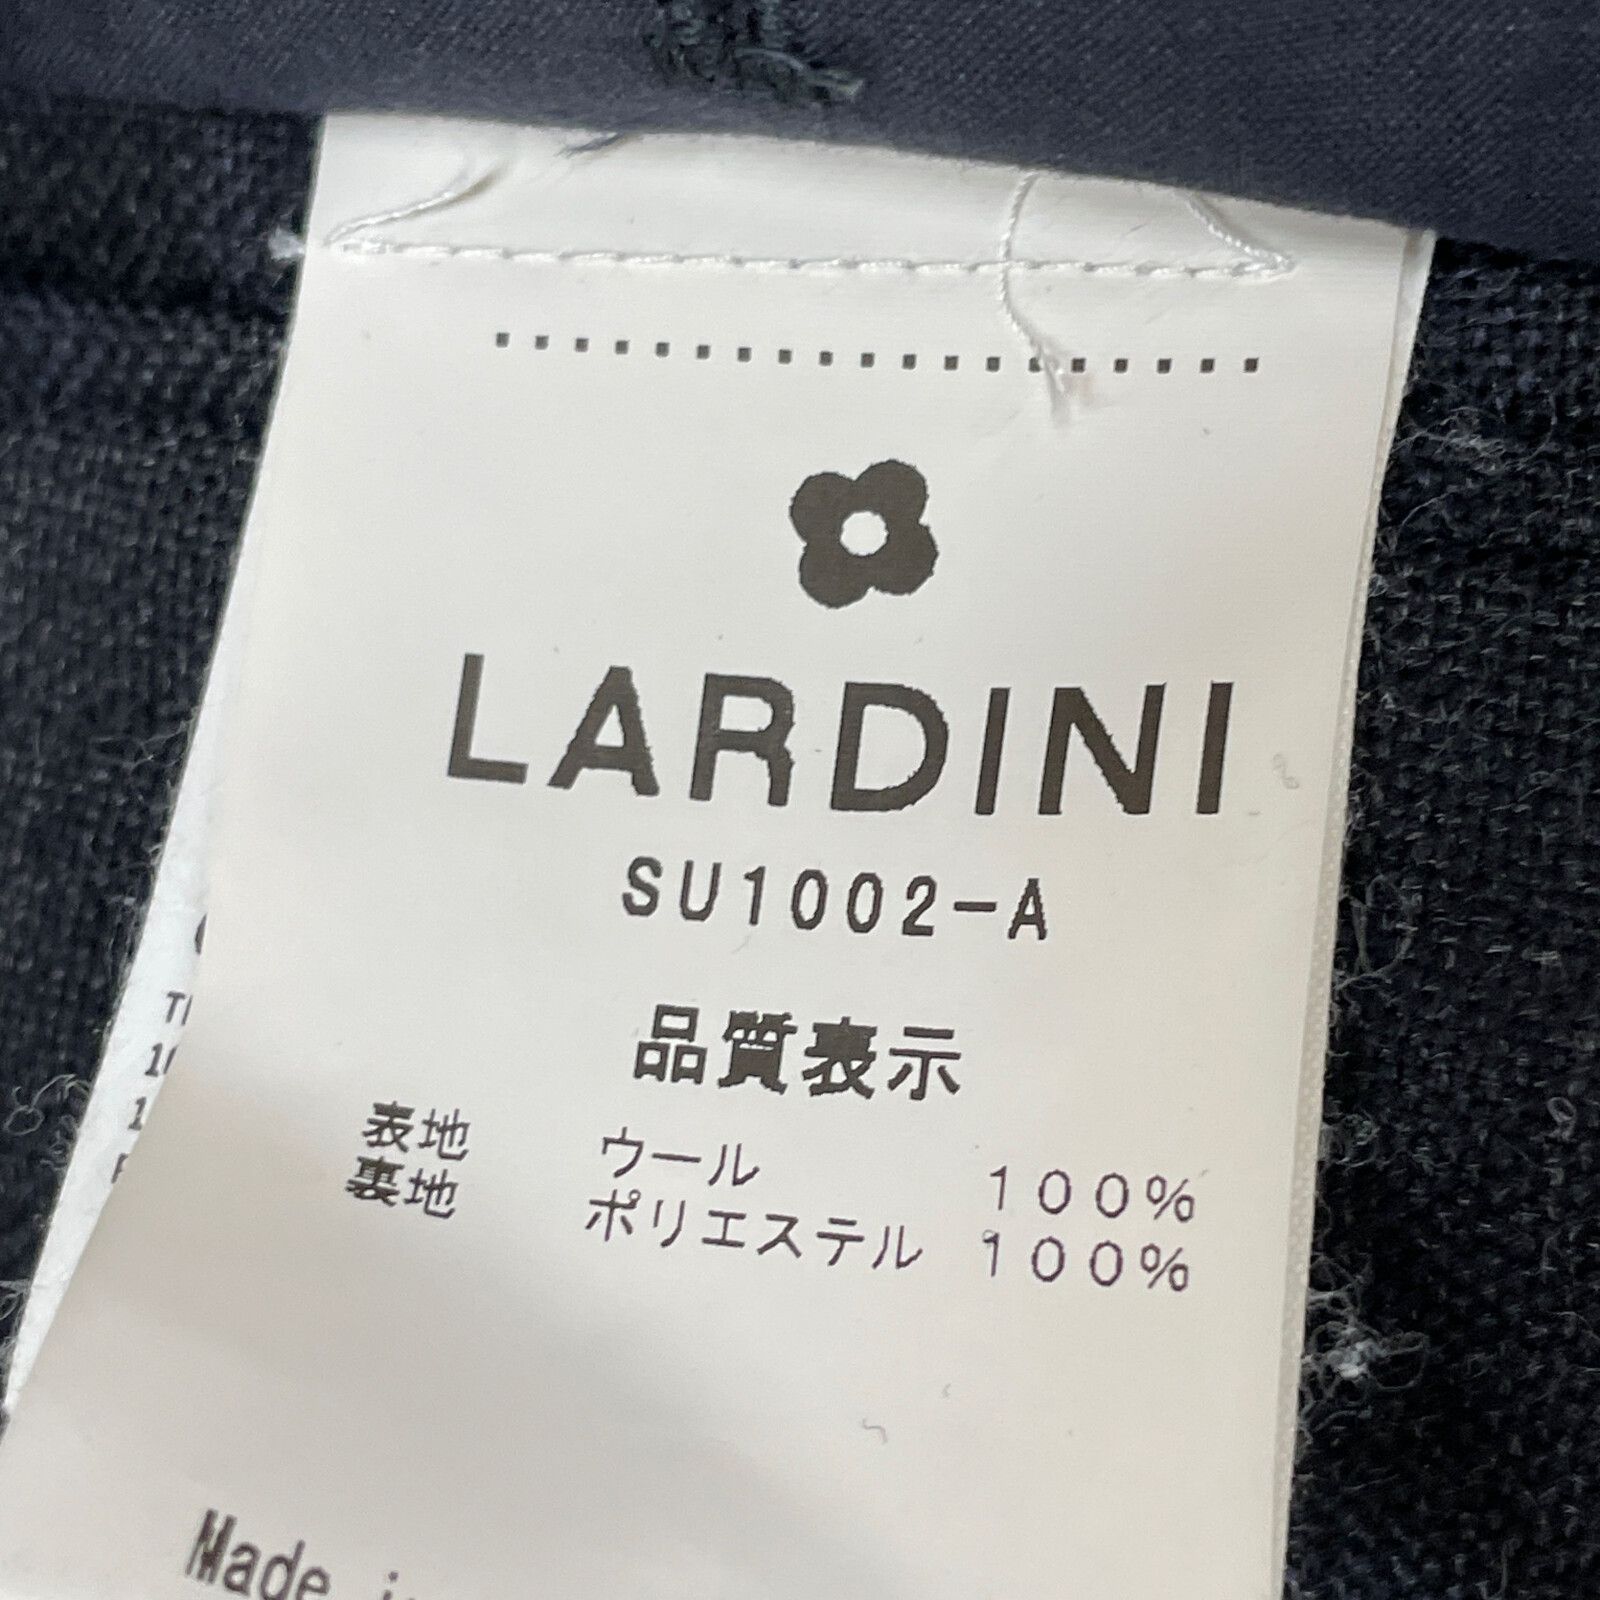 LARDINI
SU1002-A
品質表示
表地 ウール 100%
裏地 ポリエステル 100%
Made